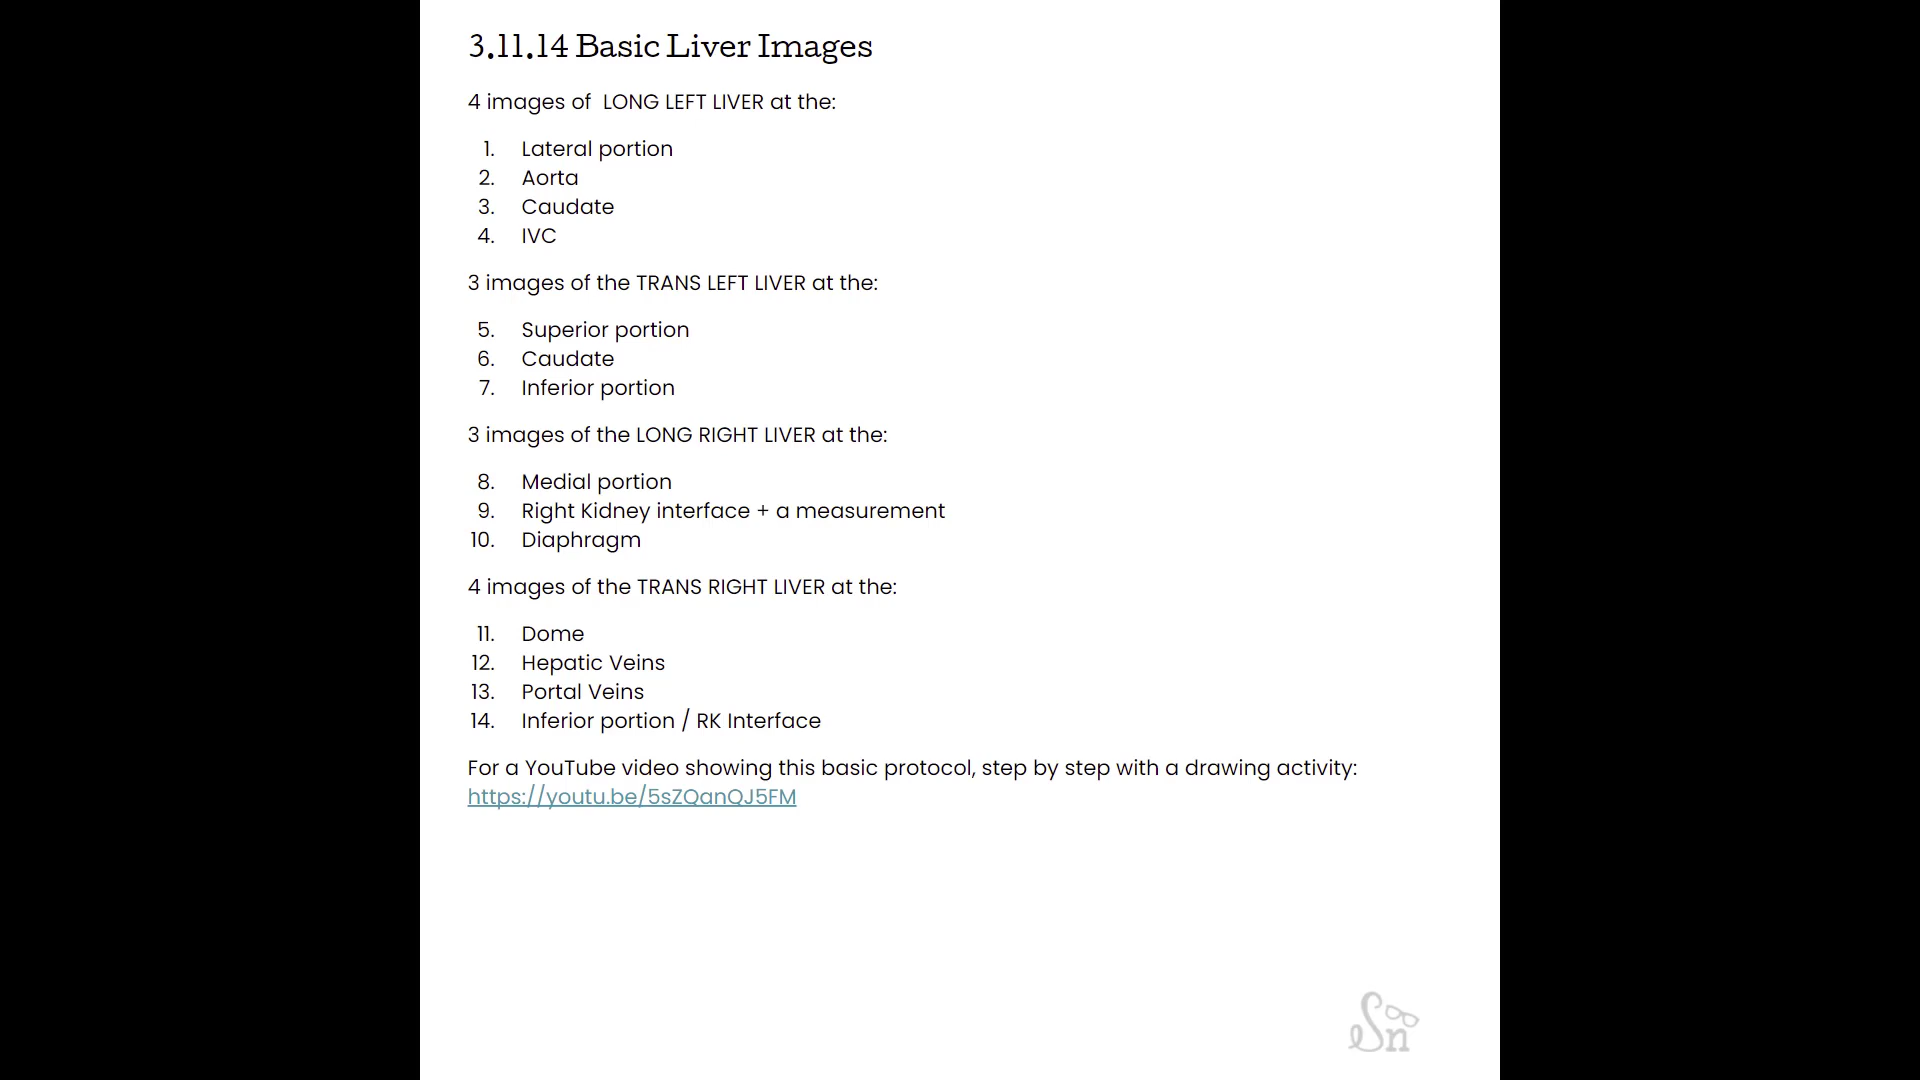 3.11.14 Basic Liver Images
4 images of  LONG LEFT LIVER at the:
1. Lateral portion
2. Aorta
3. Caudate
4. IVC
3 images of the TRANS LEFT LIVER at the:
5. Superior portion
6. Caudate
7. Inferior portion
3 images of the LONG RIGHT LIVER at the:
8. Medial portion
9. Right Kidney interface + a measurement
10. Diaphragm
4 images of the TRANS RIGHT LIVER at the:
11. Dome
12. Hepatic Veins
13. Portal Veins
14. Inferior portion / RK Interface
For a YouTube video showing this basic protocol, step by step with a drawing activity:
https://youtu.be/5sZQanQJ5FM
eSn